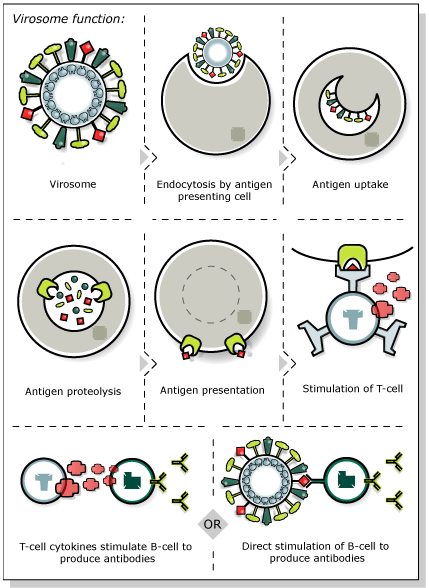 Virosome function:
Virosome
Endocytosis by antigen
presenting cell
Antigen uptake
Antigen proteolysis
Antigen presentation
Stimulation of T-cell
T-cell cytokines stimulate B-cell to
produce antibodies
OR
Direct stimulation of B-cell to
produce antibodies